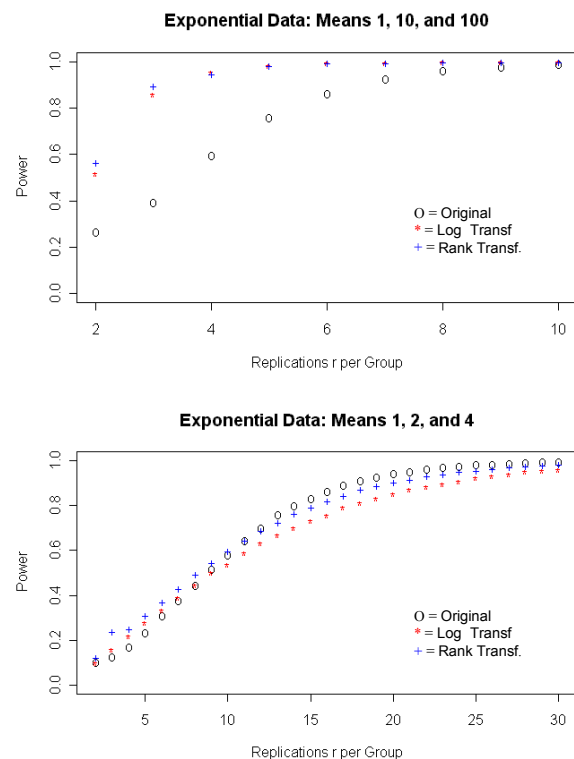 Exponential Data: Means 1, 10, and 100
Power
1.0
0.8
0.6
0.4
0.2
0.0
O = Original
* = Log Transf
+ = Rank Transf.
2 4 6 8 10
Replications r per Group
Exponential Data: Means 1, 2, and 4
Power
1.0
0.8
0.6
0.4
0.2
0.0
O = Original
* = Log Transf
+ = Rank Transf.
5 10 15 20 25 30
Replications r per Group